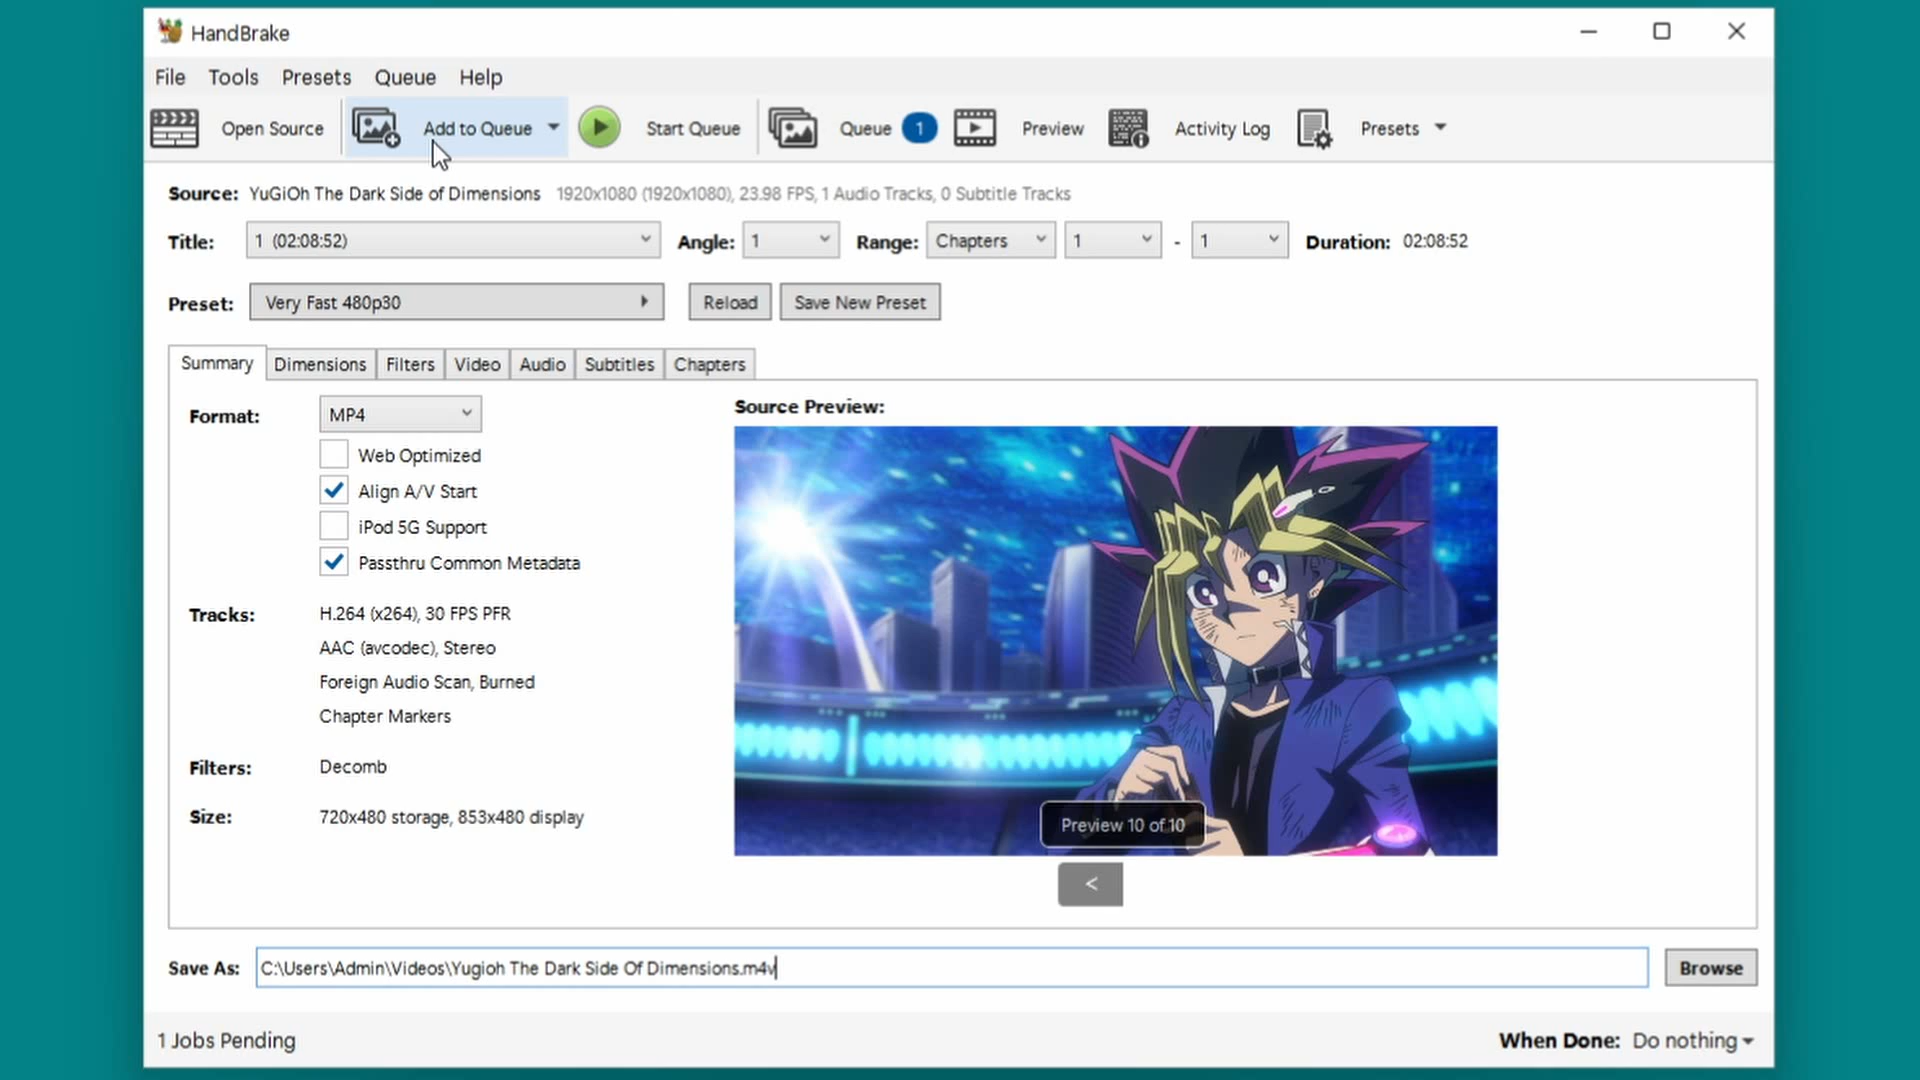 HandBrake
File Tools Presets Queue Help
Open Source Add to Queue Start Queue Queue 1 Preview Activity Log Presets
Source: YuGiOh The Dark Side of Dimensions 1920x1080 (1920x1080), 23.98 FPS, 1 Audio Tracks, 0 Subtitle Tracks
Title: 1 (02:08:52) Angle: 1 Range: Chapters 1 - 1 Duration: 02:08:52
Preset: Very Fast 480p30 Reload Save New Preset
Summary Dimensions Filters Video Audio Subtitles Chapters
Format: MP4
Web Optimized
Align A/V Start
iPod 5G Support
Passthru Common Metadata
Tracks: H.264 (x264), 30 FPS PFR
AAC (avcodec), Stereo
Foreign Audio Scan, Burned
Chapter Markers
Filters: Decomb
Size: 720x480 storage, 853x480 display
Source Preview:
Preview 10 of 10
<
Save As: C:\Users\Admin\Videos\Yugioh The Dark Side Of Dimensions.m4v Browse
1 Jobs Pending When Done: Do nothing